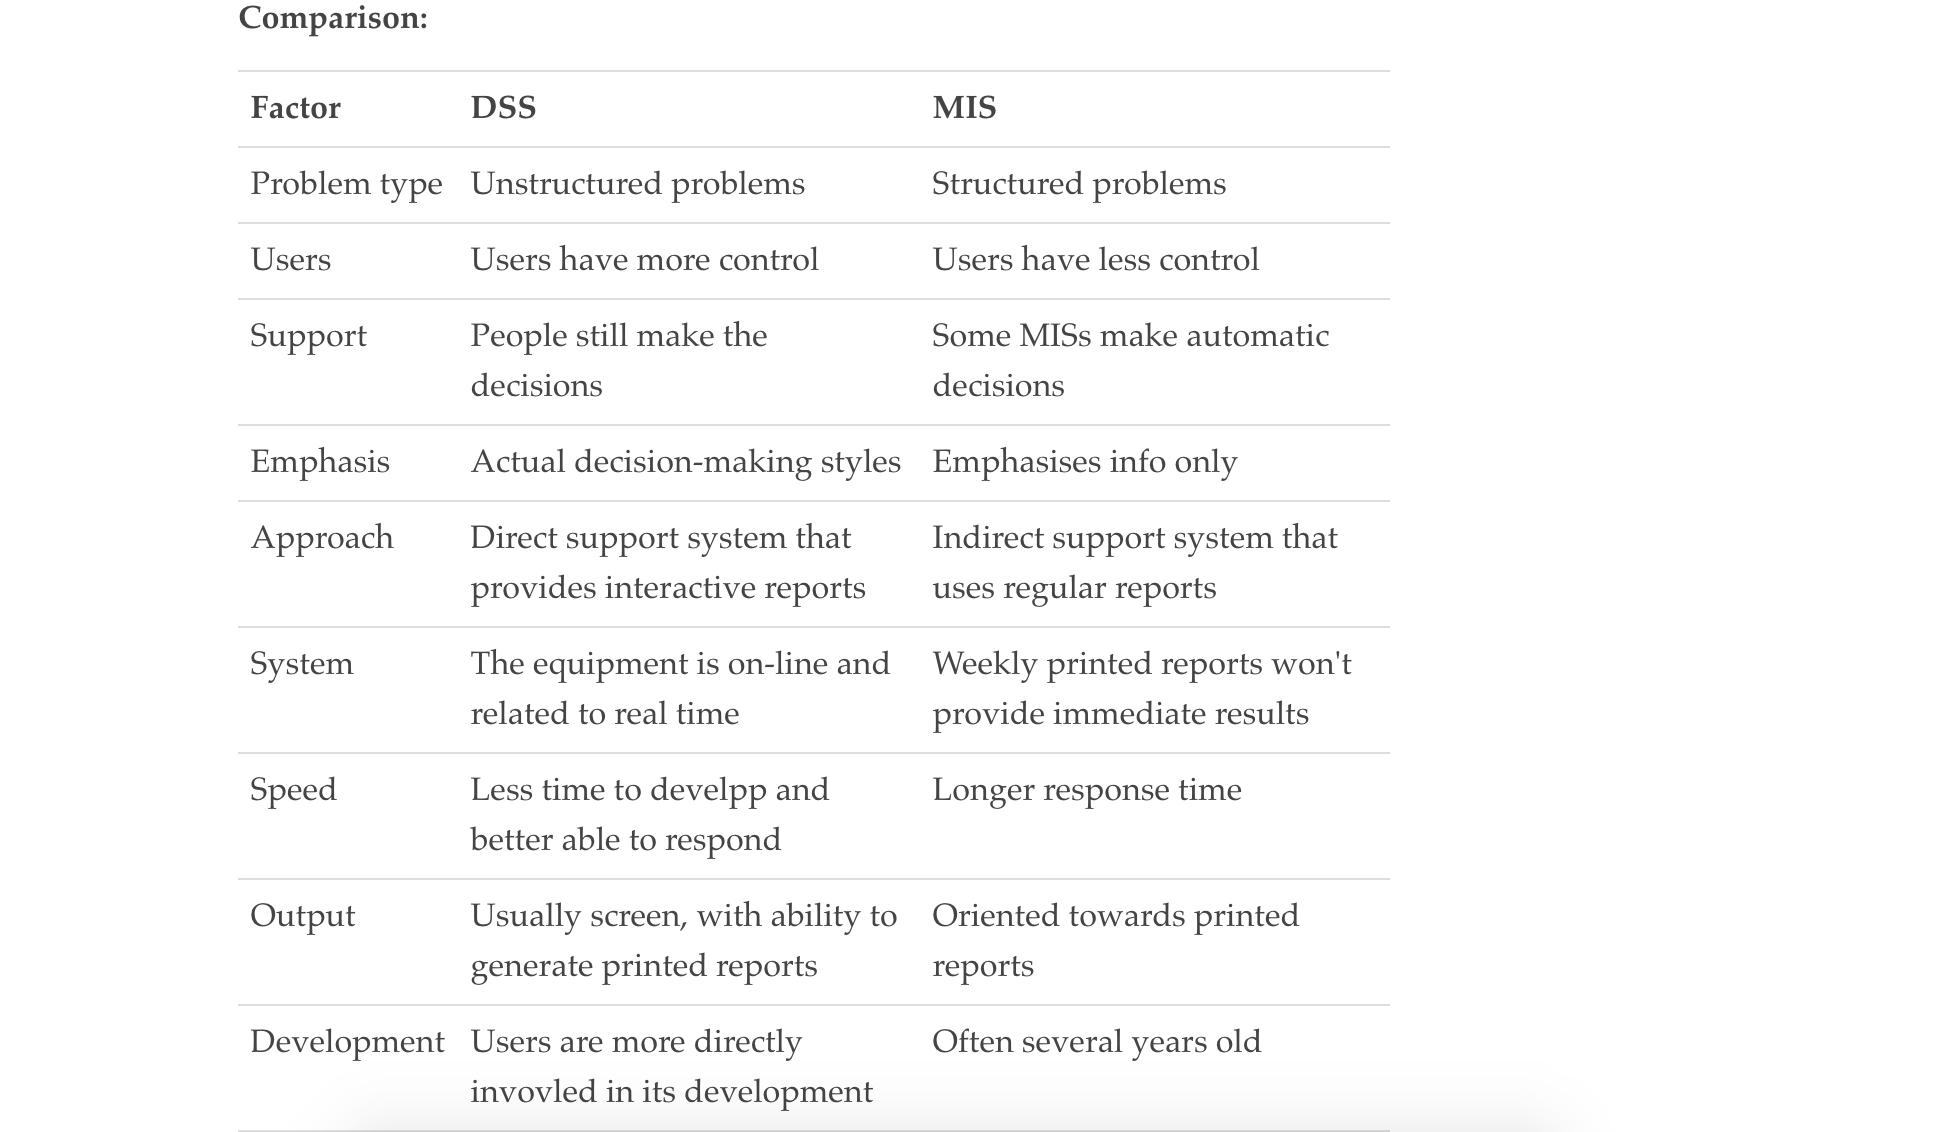 Comparison:
Factor DSS MIS
Problem type Unstructured problems Structured problems
Users Users have more control Users have less control
Support People still make the Some MISs make automatic
decisions decisions
Emphasis Actual decision-making styles Emphasises info only
Approach Direct support system that Indirect support system that
provides interactive reports uses regular reports
System The equipment is on-line and Weekly printed reports won't
related to real time provide immediate results
Speed Less time to develpp and Longer response time
better able to respond
Output Usually screen, with ability to Oriented towards printed
generate printed reports reports
Development Users are more directly Often several years old
invovled in its development